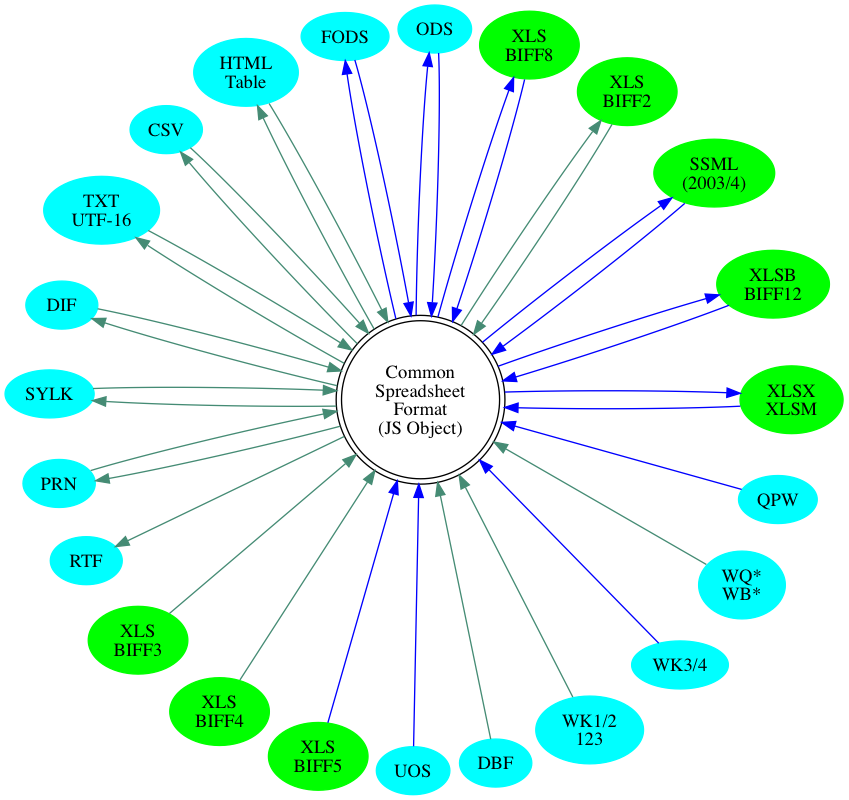 FODS
ODS
XLS
BIFF8
HTML
Table
XLS
BIFF2
CSV
SSML
(2003/4)
TXT
UTF-16
XLSB
BIFF12
DIF
Common
Spreadsheet
Format
(JS Object)
SYLK
XLSX
XLSM
PRN
QPW
RTF
WQ*
WB*
XLS
BIFF3
WK3/4
XLS
BIFF4
WK1/2
123
XLS
BIFF5
UOS
DBF